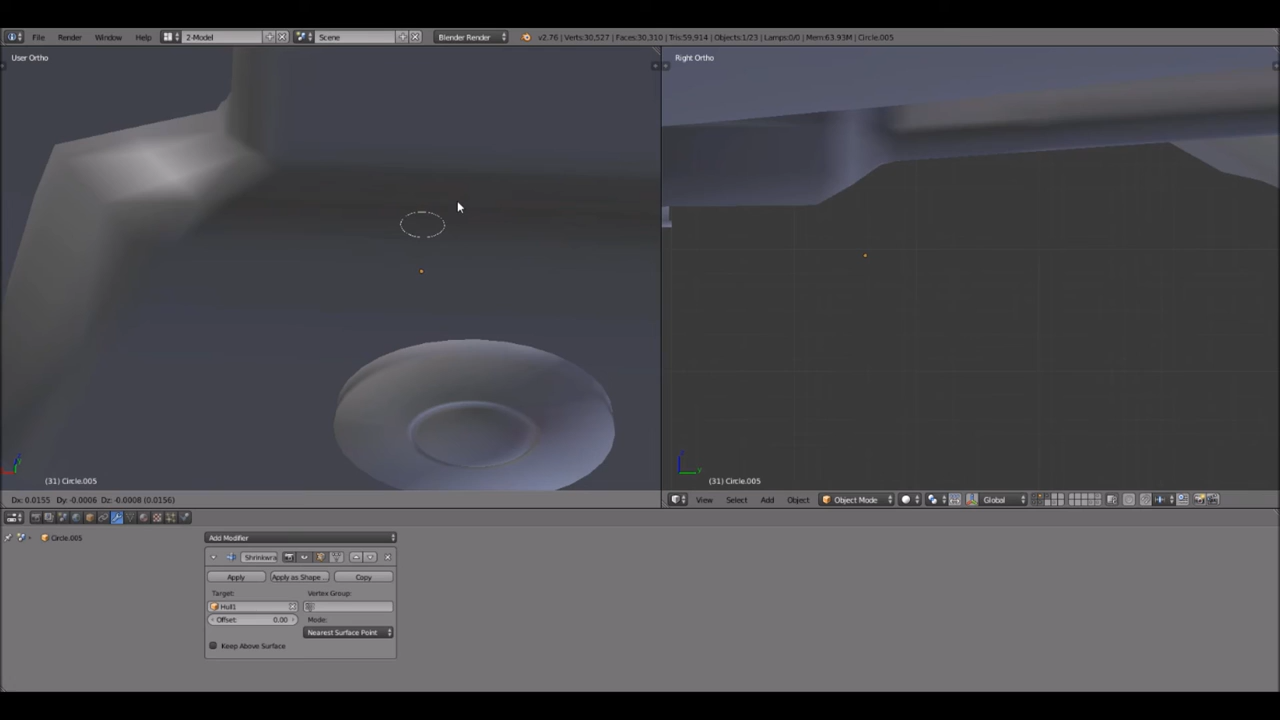 File Render Window Help 2-Model Scene Blender Render v2.76 | Verts:30,527 | Faces:30,310 | Tris:59,914 | Objects:1/23 | Lamps:0/0 | Mem:63.93M | Circle.005
User Ortho
Right Ortho
(31) Circle.005
(31) Circle.005
Dx: 0.0155 Dy: -0.0006 Dz: -0.0008 (0.0156)
View Select Add Object Object Mode Global
Circle.005
Add Modifier
Shrinkwra
Apply Apply as Shape ... Copy
Target: Vertex Group:
Hull1
Offset: 0.00 Mode:
Nearest Surface Point
Keep Above Surface